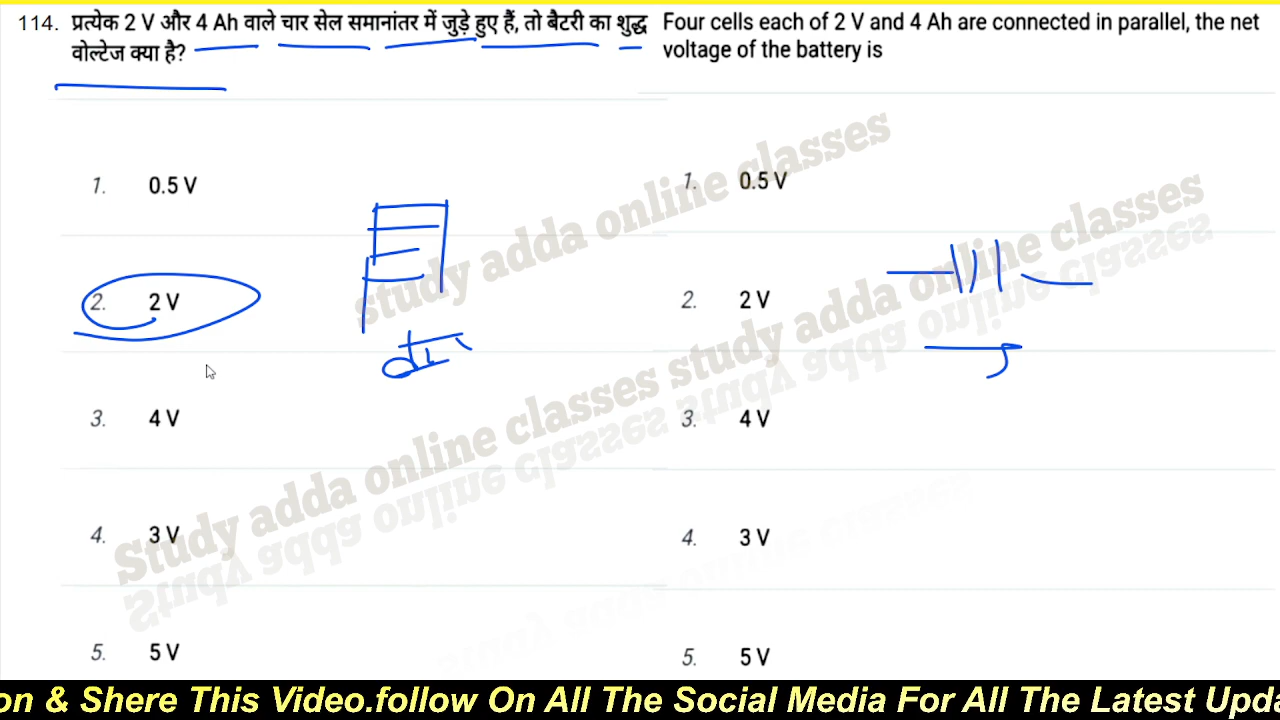 114. प्रत्येक 2 V और 4 Ah वाले चार सेल समानांतर में जुड़े हुए हैं, तो बैटरी का शुद्ध
वोल्टेज क्या है?
1. 0.5 V
2. 2 V
3. 4 V
4. 3 V
5. 5 V
Four cells each of 2 V and 4 Ah are connected in parallel, the net
voltage of the battery is
1. 0.5 V
2. 2 V
3. 4 V
4. 3 V
5. 5 V
study adda online classes
study adda online classes
study adda online classes
on & Shere This Video.follow On All The Social Media For All The Latest Upda